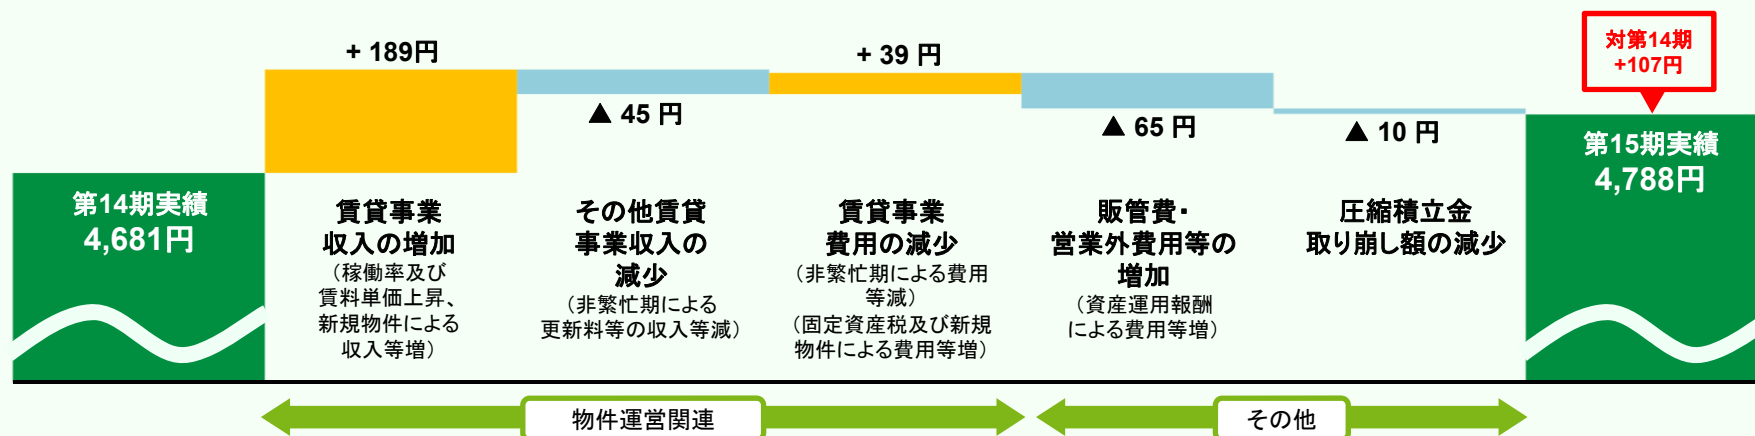 第14期実績
4,681円
+ 189円
賃貸事業
収入の増加
（稼働率及び
賃料単価上昇、
新規物件による
収入等増）
▲ 45 円
その他賃貸
事業収入の
減少
（非繁忙期による
更新料等の収入等減）
+ 39 円
賃貸事業
費用の減少
（非繁忙期による費用
等減）
（固定資産税及び新規
物件による費用等増）
▲ 65 円
販管費・
営業外費用等の
増加
（資産運用報酬
による費用等増）
▲ 10 円
圧縮積立金
取り崩し額の減少
対第14期
+107円
第15期実績
4,788円
物件運営関連
その他